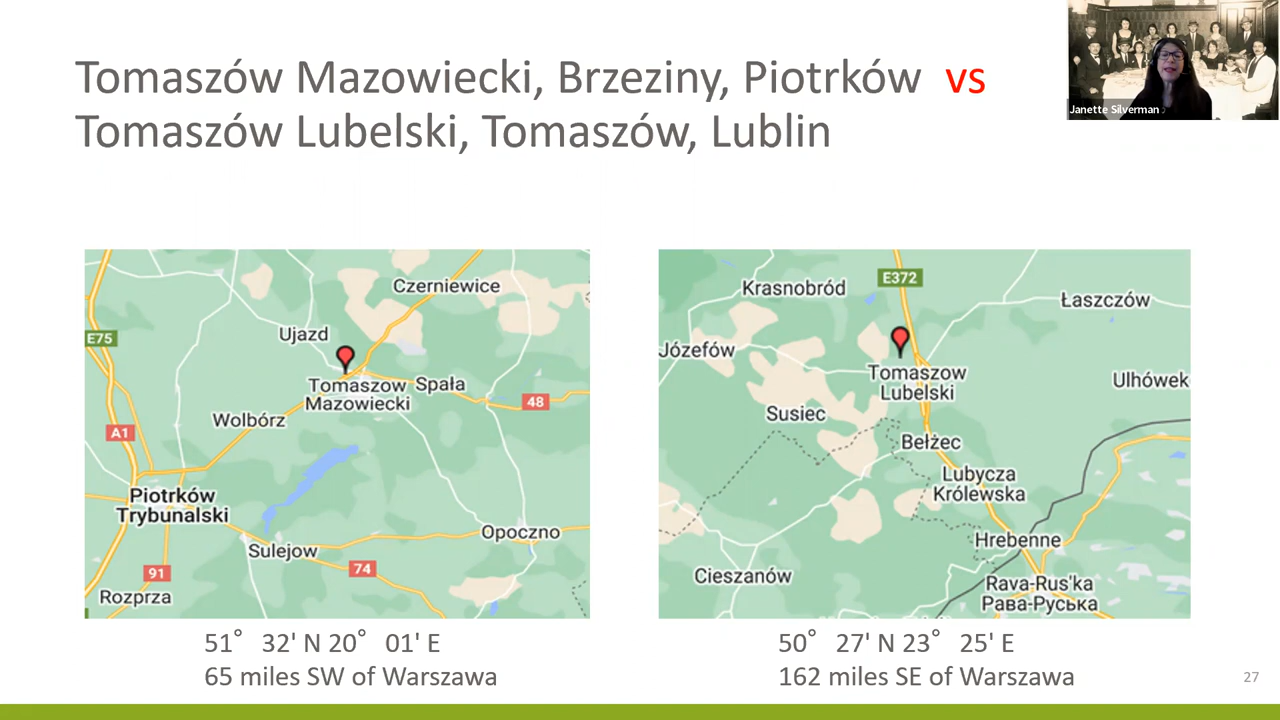 Tomaszów Mazowiecki, Brzeziny, Piotrków vs
Tomaszów Lubelski, Tomaszów, Lublin
Janette Silverman
Czerniewice
Ujazd
E75
Tomaszow
Mazowiecki
Spała
48
Wolbórz
A1
Piotrków
Trybunalski
Opoczno
Sulejow
74
91
Rozprza
E372
Krasnobród
Łaszczów
Józefów
Tomaszow
Lubelski
Ulhówek
Susiec
Bełżec
Lubycza
Królewska
Hrebenne
Cieszanów
Rava-Rus'ka
Рава-Руська
51° 32' N 20° 01' E
65 miles SW of Warszawa
50° 27' N 23° 25' E
162 miles SE of Warszawa
27